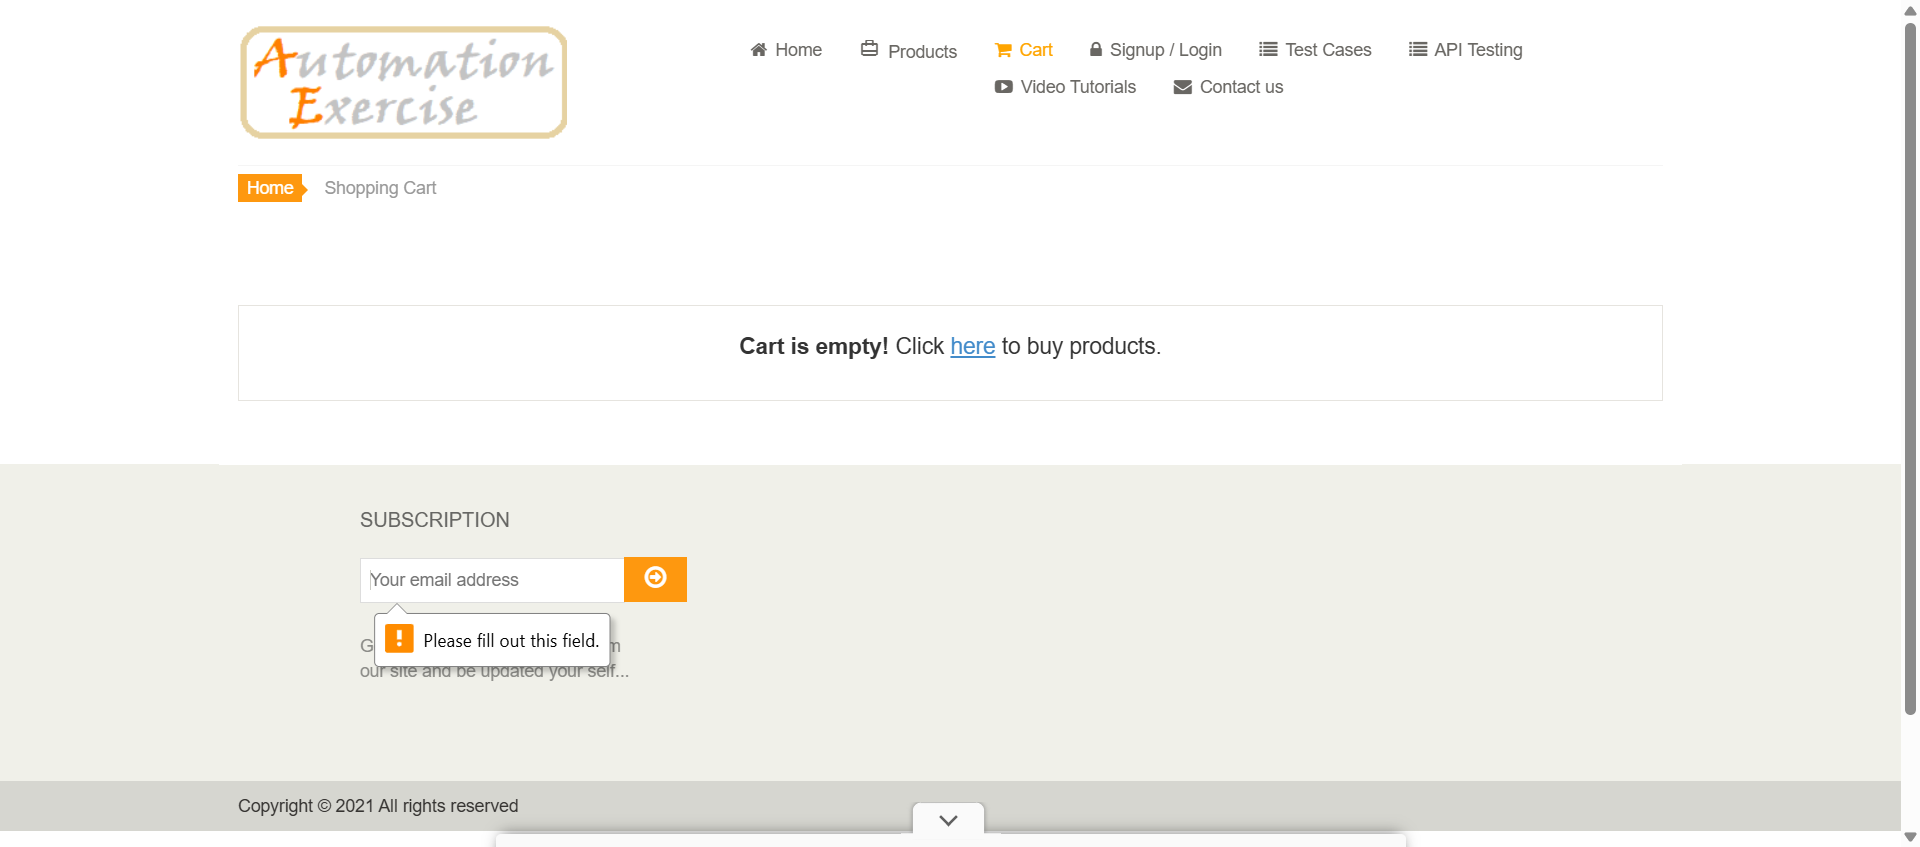 Automation
Exercise
Home
Products
Cart
Signup / Login
Test Cases
API Testing
Video Tutorials
Contact us
Home
Shopping Cart
Cart is empty! Click here to buy products.
SUBSCRIPTION
Your email address
Please fill out this field.
our site and be updated your self...
Copyright © 2021 All rights reserved